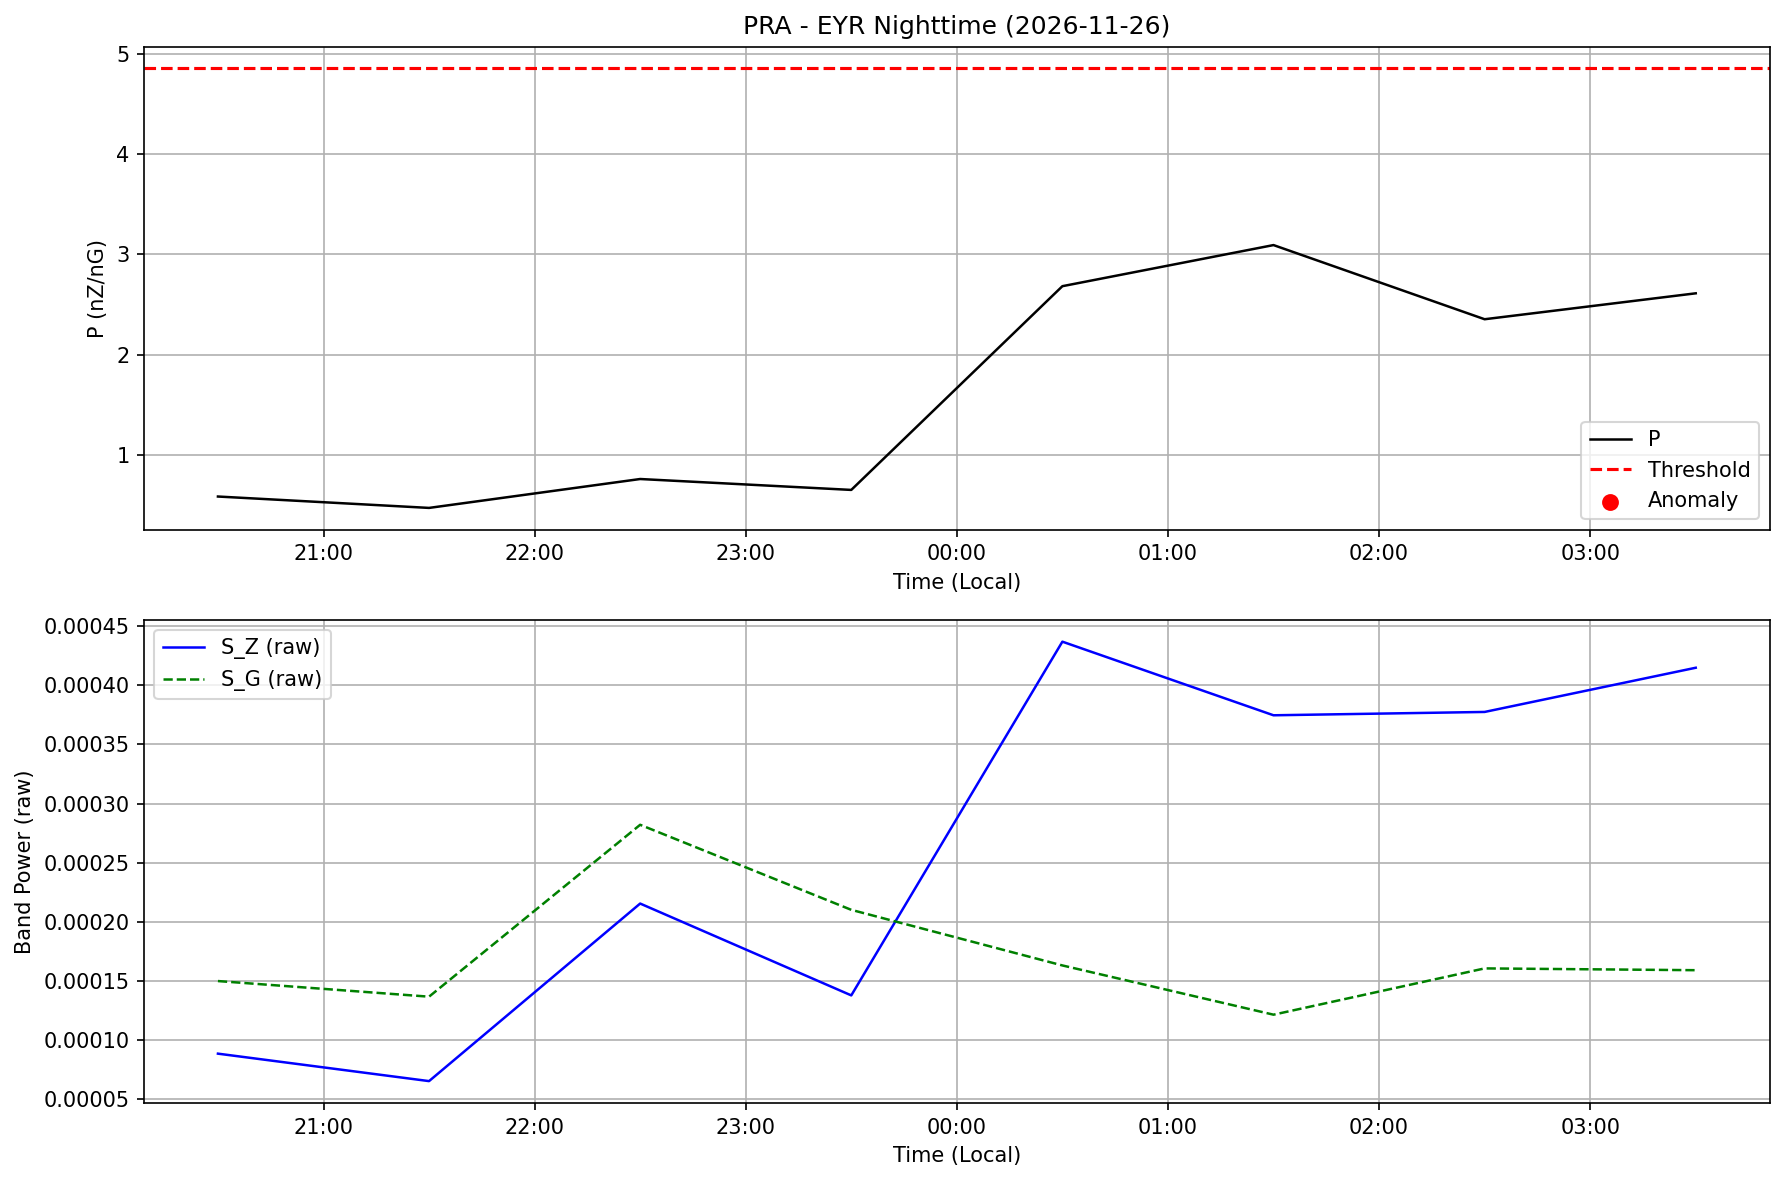 PRA - EYR Nighttime (2026-11-26)
5
4
3
2
1
P (nZ/nG)
P
Threshold
Anomaly
21:00 22:00 23:00 00:00 01:00 02:00 03:00
Time (Local)
0.00045
0.00040
0.00035
0.00030
0.00025
0.00020
0.00015
0.00010
0.00005
Band Power (raw)
S_Z (raw)
S_G (raw)
21:00 22:00 23:00 00:00 01:00 02:00 03:00
Time (Local)